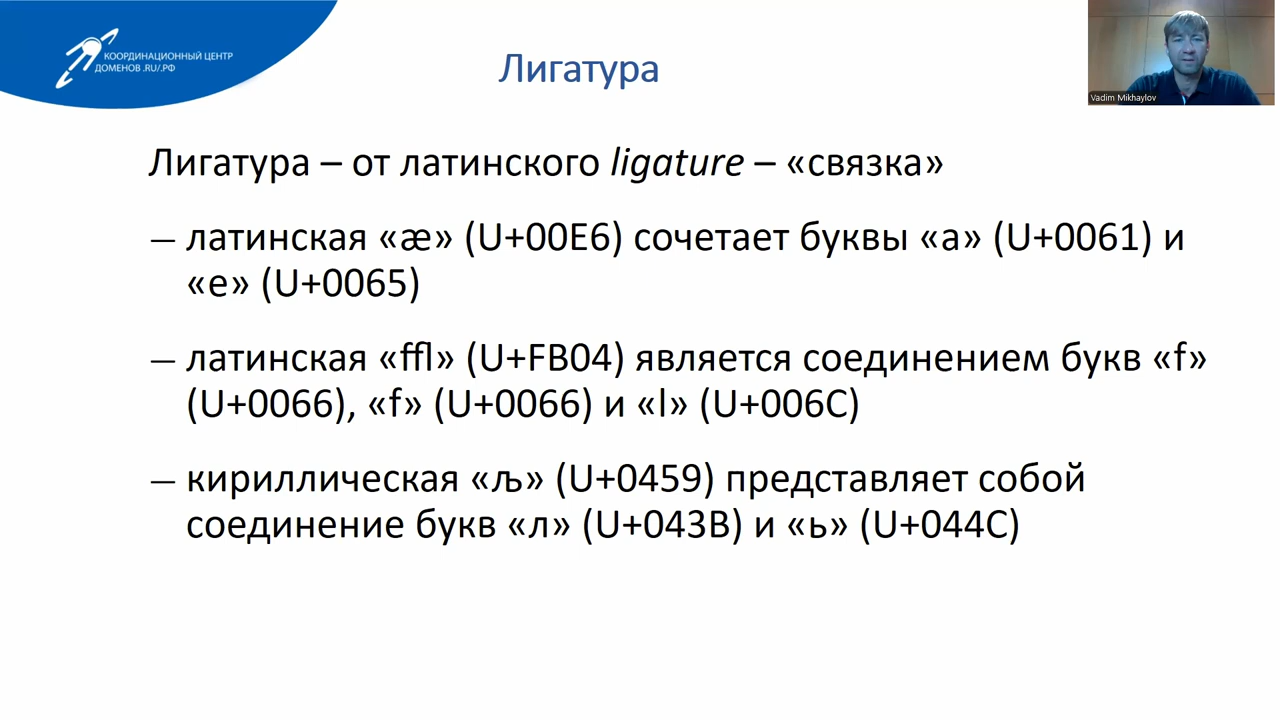 КООРДИНАЦИОННЫЙ ЦЕНТР
ДОМЕНОВ .RU/.РФ
Лигатура
Vadim Mikhaylov
Лигатура – от латинского ligature – «связка»
– латинская «æ» (U+00E6) сочетает буквы «a» (U+0061) и
«e» (U+0065)
– латинская «ﬄ» (U+FB04) является соединением букв «f»
(U+0066), «f» (U+0066) и «l» (U+006C)
– кириллическая «љ» (U+0459) представляет собой
соединение букв «л» (U+043B) и «ь» (U+044C)